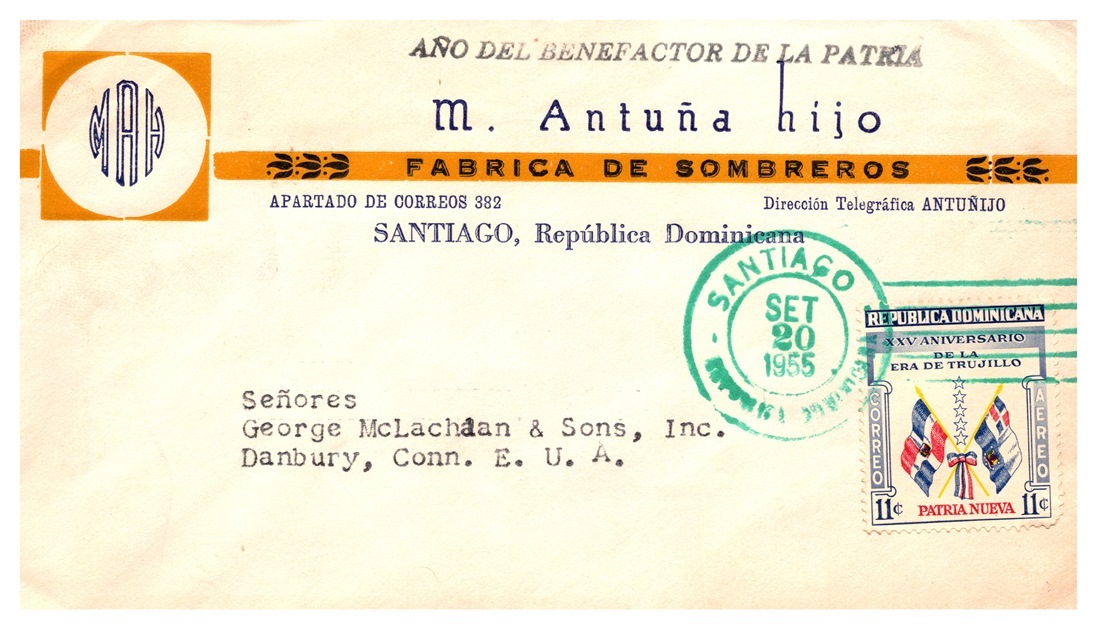 AÑO DEL BENEFACTOR DE LA PATRIA
MAH
M. Antuña hijo
FABRICA DE SOMBREROS
APARTADO DE CORREOS 382
Dirección Telegráfica ANTUÑIJO
SANTIAGO, República Dominicana
SANTIAGO
SET
20
1955
REPUBLICA DOMINICANA
XXV ANIVERSARIO
DE LA
ERA DE TRUJILLO
CORREO
AEREO
11¢ PATRIA NUEVA 11¢
Señores
George McLachlan & Sons, Inc.
Danbury, Conn. E. U. A.